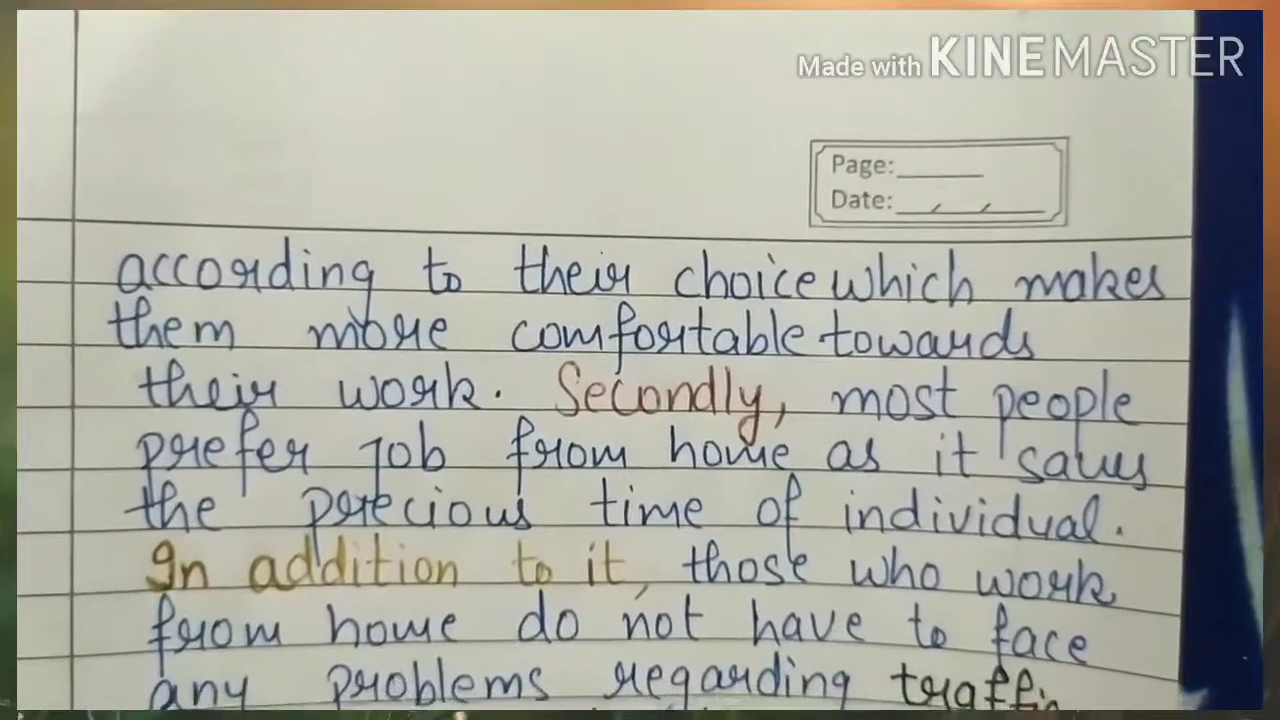 Made with KINEMASTER
Page:
Date: / /
according to their choice which makes
them more comfortable towards
their work. Secondly, most people
prefer job from home as it saves
the precious time of individual.
In addition to it, those who work
from home do not have to face
any problems regarding traffic